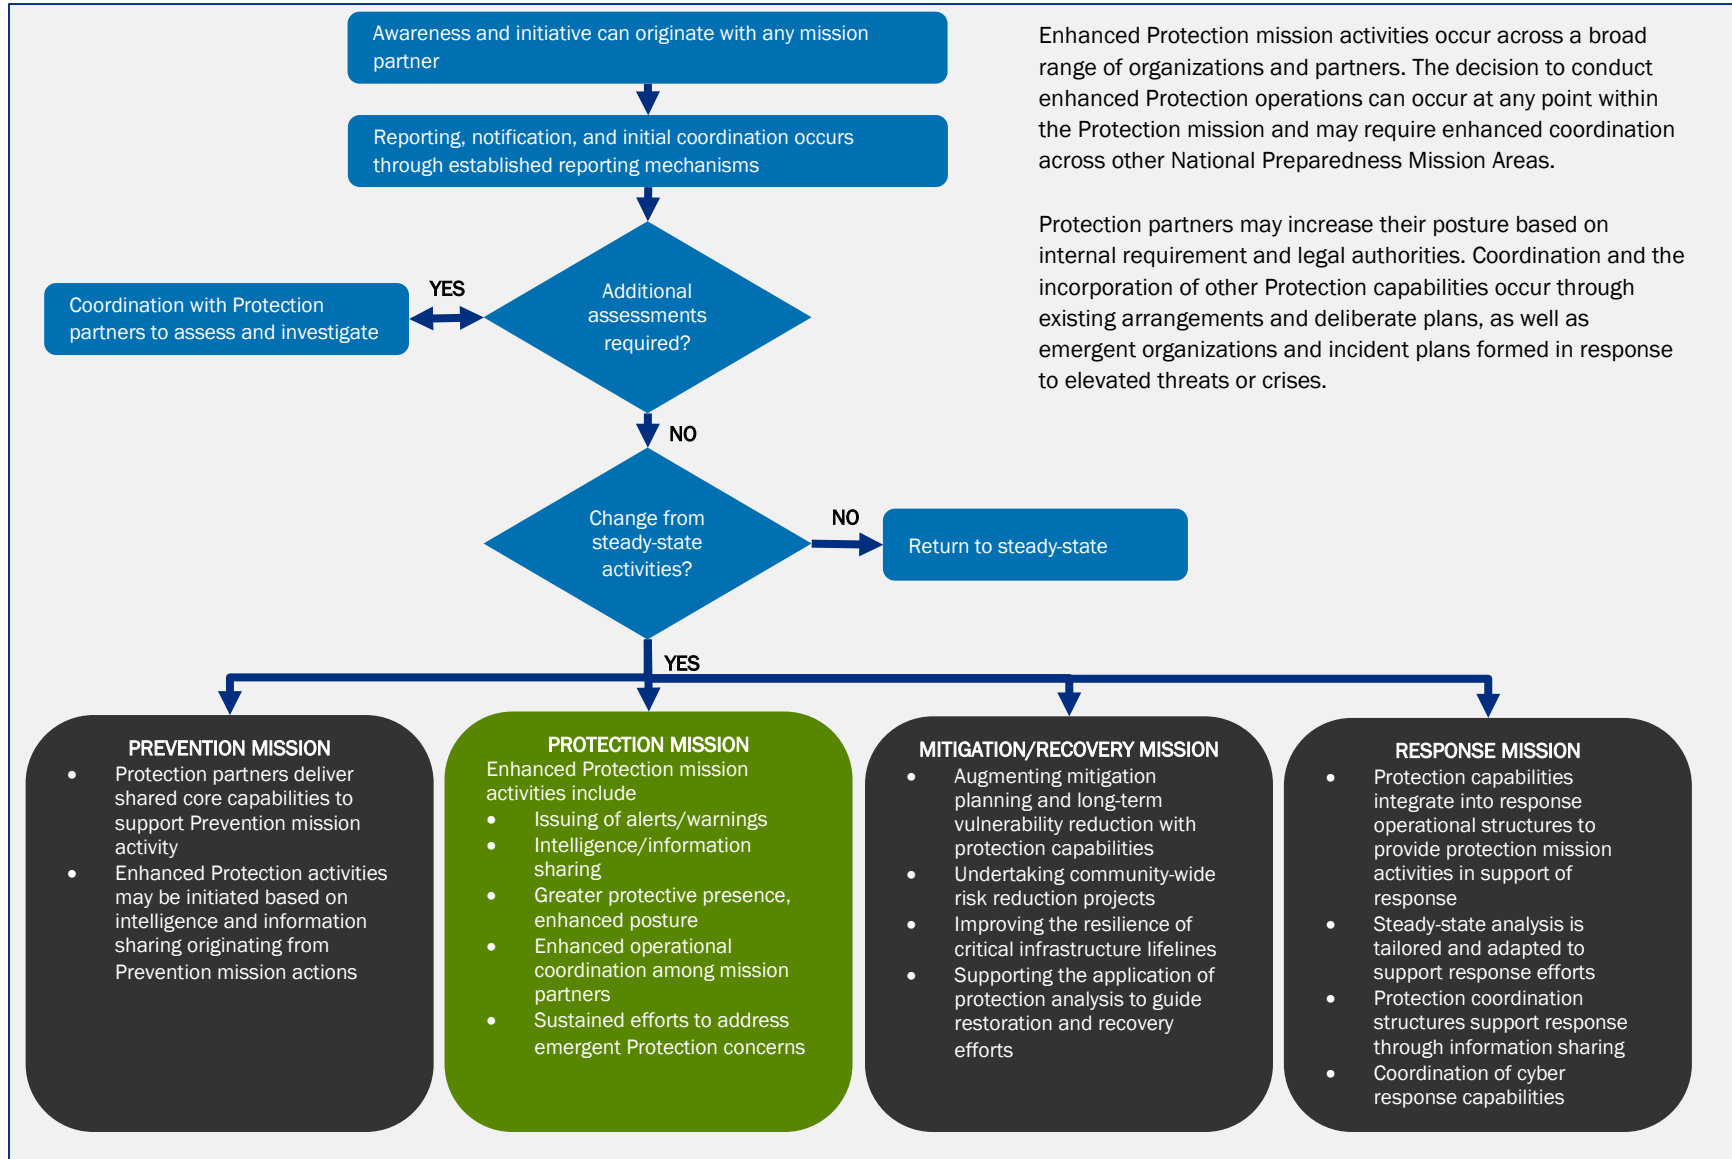 Awareness and initiative can originate with any mission
partner
Reporting, notification, and initial coordination occurs
through established reporting mechanisms
Enhanced Protection mission activities occur across a broad
range of organizations and partners. The decision to conduct
enhanced Protection operations can occur at any point within
the Protection mission and may require enhanced coordination
across other National Preparedness Mission Areas.
Protection partners may increase their posture based on
internal requirement and legal authorities. Coordination and the
incorporation of other Protection capabilities occur through
existing arrangements and deliberate plans, as well as
emergent organizations and incident plans formed in response
to elevated threats or crises.
Additional
assessments
required?
YES
Coordination with Protection
partners to assess and investigate
NO
Change from
steady-state
activities?
NO
Return to steady-state
YES
PREVENTION MISSION
• Protection partners deliver
shared core capabilities to
support Prevention mission
activity
• Enhanced Protection activities
may be initiated based on
intelligence and information
sharing originating from
Prevention mission actions
PROTECTION MISSION
Enhanced Protection mission
activities include
• Issuing of alerts/warnings
• Intelligence/information
sharing
• Greater protective presence,
enhanced posture
• Enhanced operational
coordination among mission
partners
• Sustained efforts to address
emergent Protection concerns
MITIGATION/RECOVERY MISSION
• Augmenting mitigation
planning and long-term
vulnerability reduction with
protection capabilities
• Undertaking community-wide
risk reduction projects
• Improving the resilience of
critical infrastructure lifelines
• Supporting the application of
protection analysis to guide
restoration and recovery
efforts
RESPONSE MISSION
• Protection capabilities
integrate into response
operational structures to
provide protection mission
activities in support of
response
• Steady-state analysis is
tailored and adapted to
support response efforts
• Protection coordination
structures support response
through information sharing
• Coordination of cyber
response capabilities